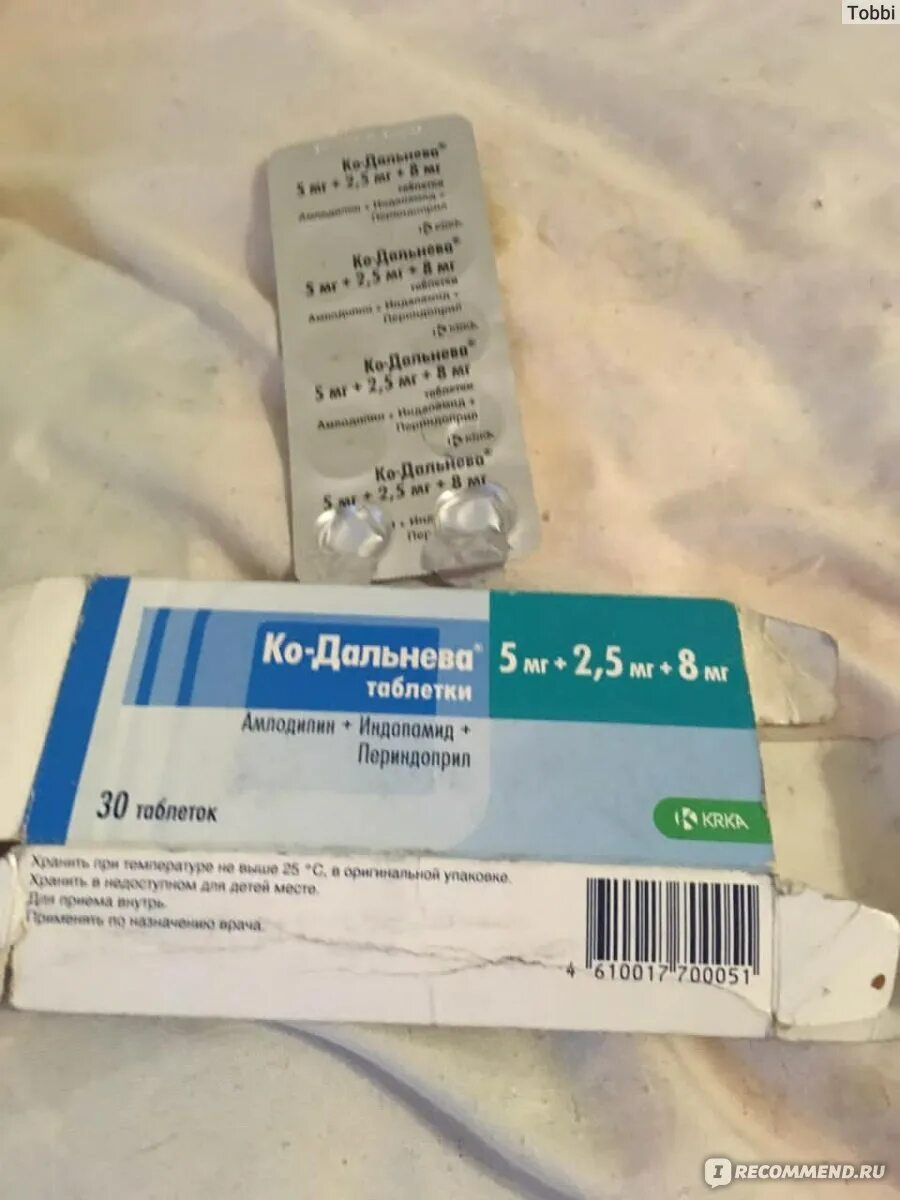 Tobbi
Ко-Дальнева®
5 мг + 2,5 мг + 8 мг
таблетки
Амлодипин + Индапамид +
Периндоприл
KRKA
Ко-Дальнева®
5 мг + 2,5 мг + 8 мг
таблетки
Амлодипин + Индапамид +
Периндоприл
KRKA
Ко-Дальнева®
5 мг + 2,5 мг + 8 мг
таблетки
Амлодипин + Индапамид +
Периндоприл
KRKA
Ко-Дальнева®
5 мг + 2,5 мг + 8 мг
Ко-Дальнева® 5 мг + 2,5 мг + 8 мг
таблетки
Амлодипин + Индапамид +
Периндоприл
30 таблеток
KRKA
Хранить при температуре не выше 25 °C, в оригинальной упаковке.
Хранить в недоступном для детей месте.
Для приема внутрь.
Применять по назначению врача.
4 610017 700051
IRECOMMEND.RU